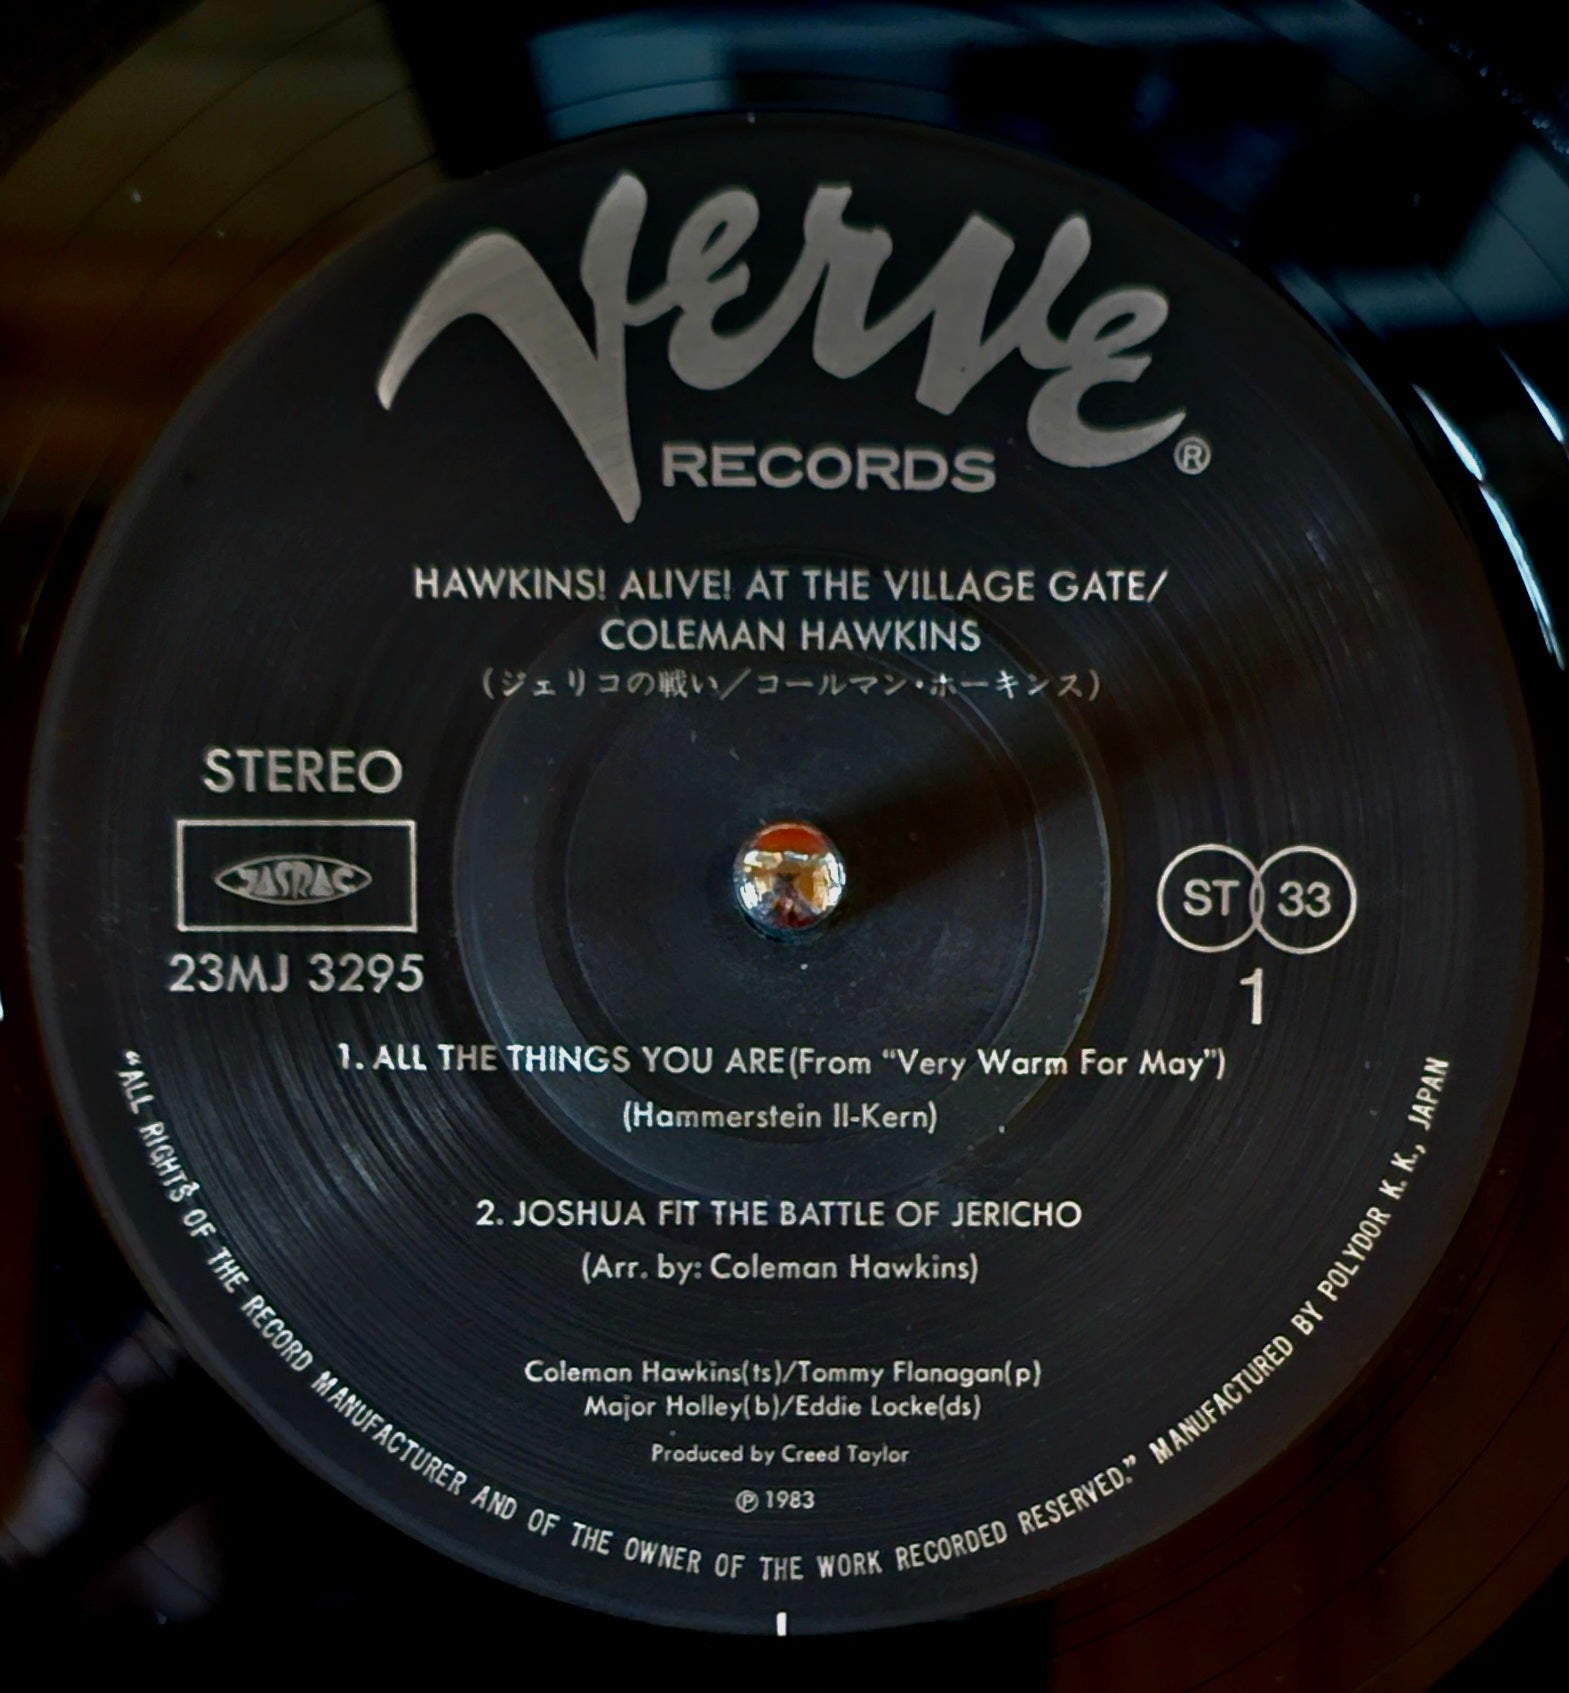 Verve
RECORDS ®
HAWKINS! ALIVE! AT THE VILLAGE GATE/
COLEMAN HAWKINS
(ジェリコの戦い/コールマン・ホーキンス)
STEREO
JASRAC
23MJ 3295
ST 33
1
1. ALL THE THINGS YOU ARE(From “Very Warm For May”)
(Hammerstein II-Kern)
2. JOSHUA FIT THE BATTLE OF JERICHO
(Arr. by: Coleman Hawkins)
Coleman Hawkins(ts)/Tommy Flanagan(p)
Major Holley(b)/Eddie Locke(ds)
Produced by Creed Taylor
℗ 1983
“ALL RIGHTS OF THE RECORD MANUFACTURER AND OF THE OWNER OF THE WORK RECORDED RESERVED.” MANUFACTURED BY POLYDOR K. K., JAPAN